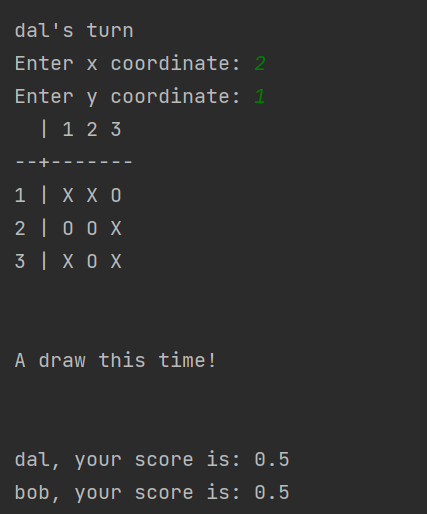 dal's turn
Enter x coordinate: 2
Enter y coordinate: 1
  | 1 2 3
--+-------
1 | X X O
2 | O O X
3 | X O X
A draw this time!
dal, your score is: 0.5
bob, your score is: 0.5